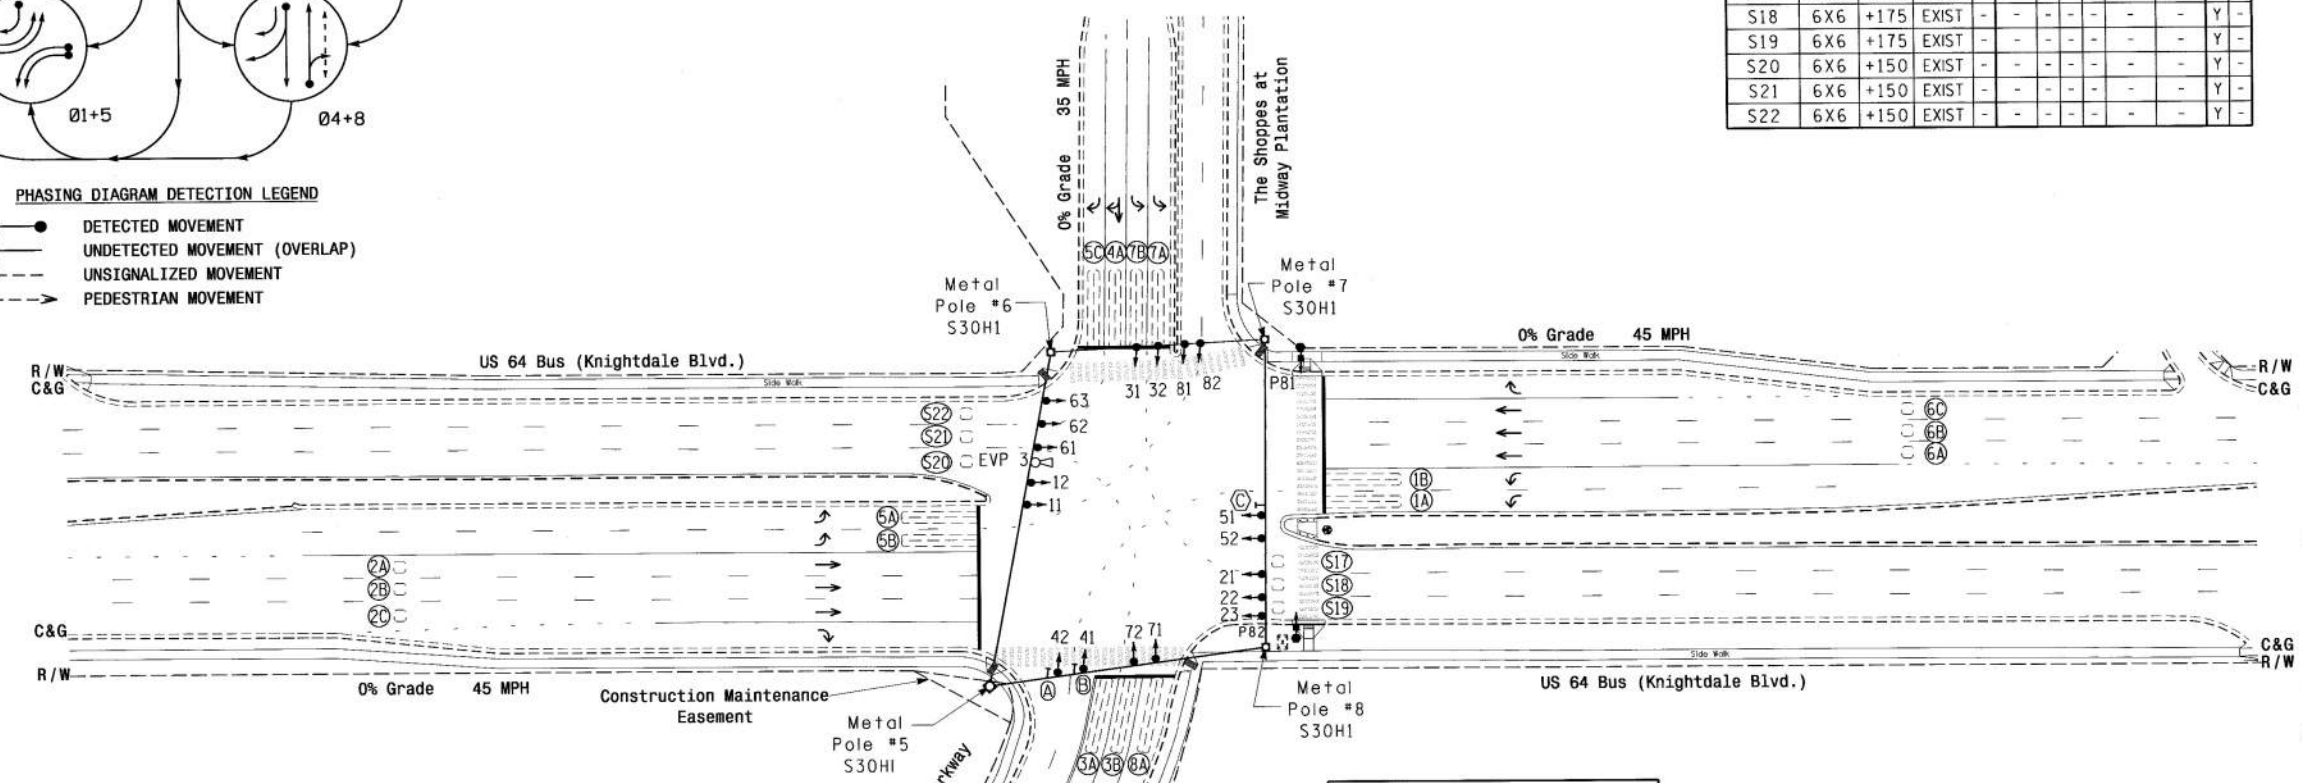 S18 6X6 +175 EXIST - - - - - - - Y -
S19 6X6 +175 EXIST - - - - - - - Y -
S20 6X6 +150 EXIST - - - - - - - Y -
S21 6X6 +150 EXIST - - - - - - - Y -
S22 6X6 +150 EXIST - - - - - - - Y -
Ø1+5
Ø4+8
PHASING DIAGRAM DETECTION LEGEND
DETECTED MOVEMENT
UNDETECTED MOVEMENT (OVERLAP)
UNSIGNALIZED MOVEMENT
PEDESTRIAN MOVEMENT
0% Grade 35 MPH
The Shoppes at
Midway Plantation
5C 4A 7B 7A
Metal
Pole #6
S30H1
Metal
Pole #7
S30H1
0% Grade 45 MPH
Side Walk
US 64 Bus (Knightdale Blvd.)
Side Walk
R/W
C&G
R/W
C&G
31 32 81 82
P81
63
62
61
EVP 3
12
11
S22
S21
S20
6C
6B
6A
1B
1A
C
51
52
5A
5B
2A
2B
2C
21
22
23
S17
S18
S19
P82
42 41 72 71
A B
C&G
R/W
0% Grade 45 MPH
Construction Maintenance
Easement
Metal
Pole #5
S30H1
3A 3B 8A
Metal
Pole #8
S30H1
Side Walk
US 64 Bus (Knightdale Blvd.)
C&G
R/W
rkway